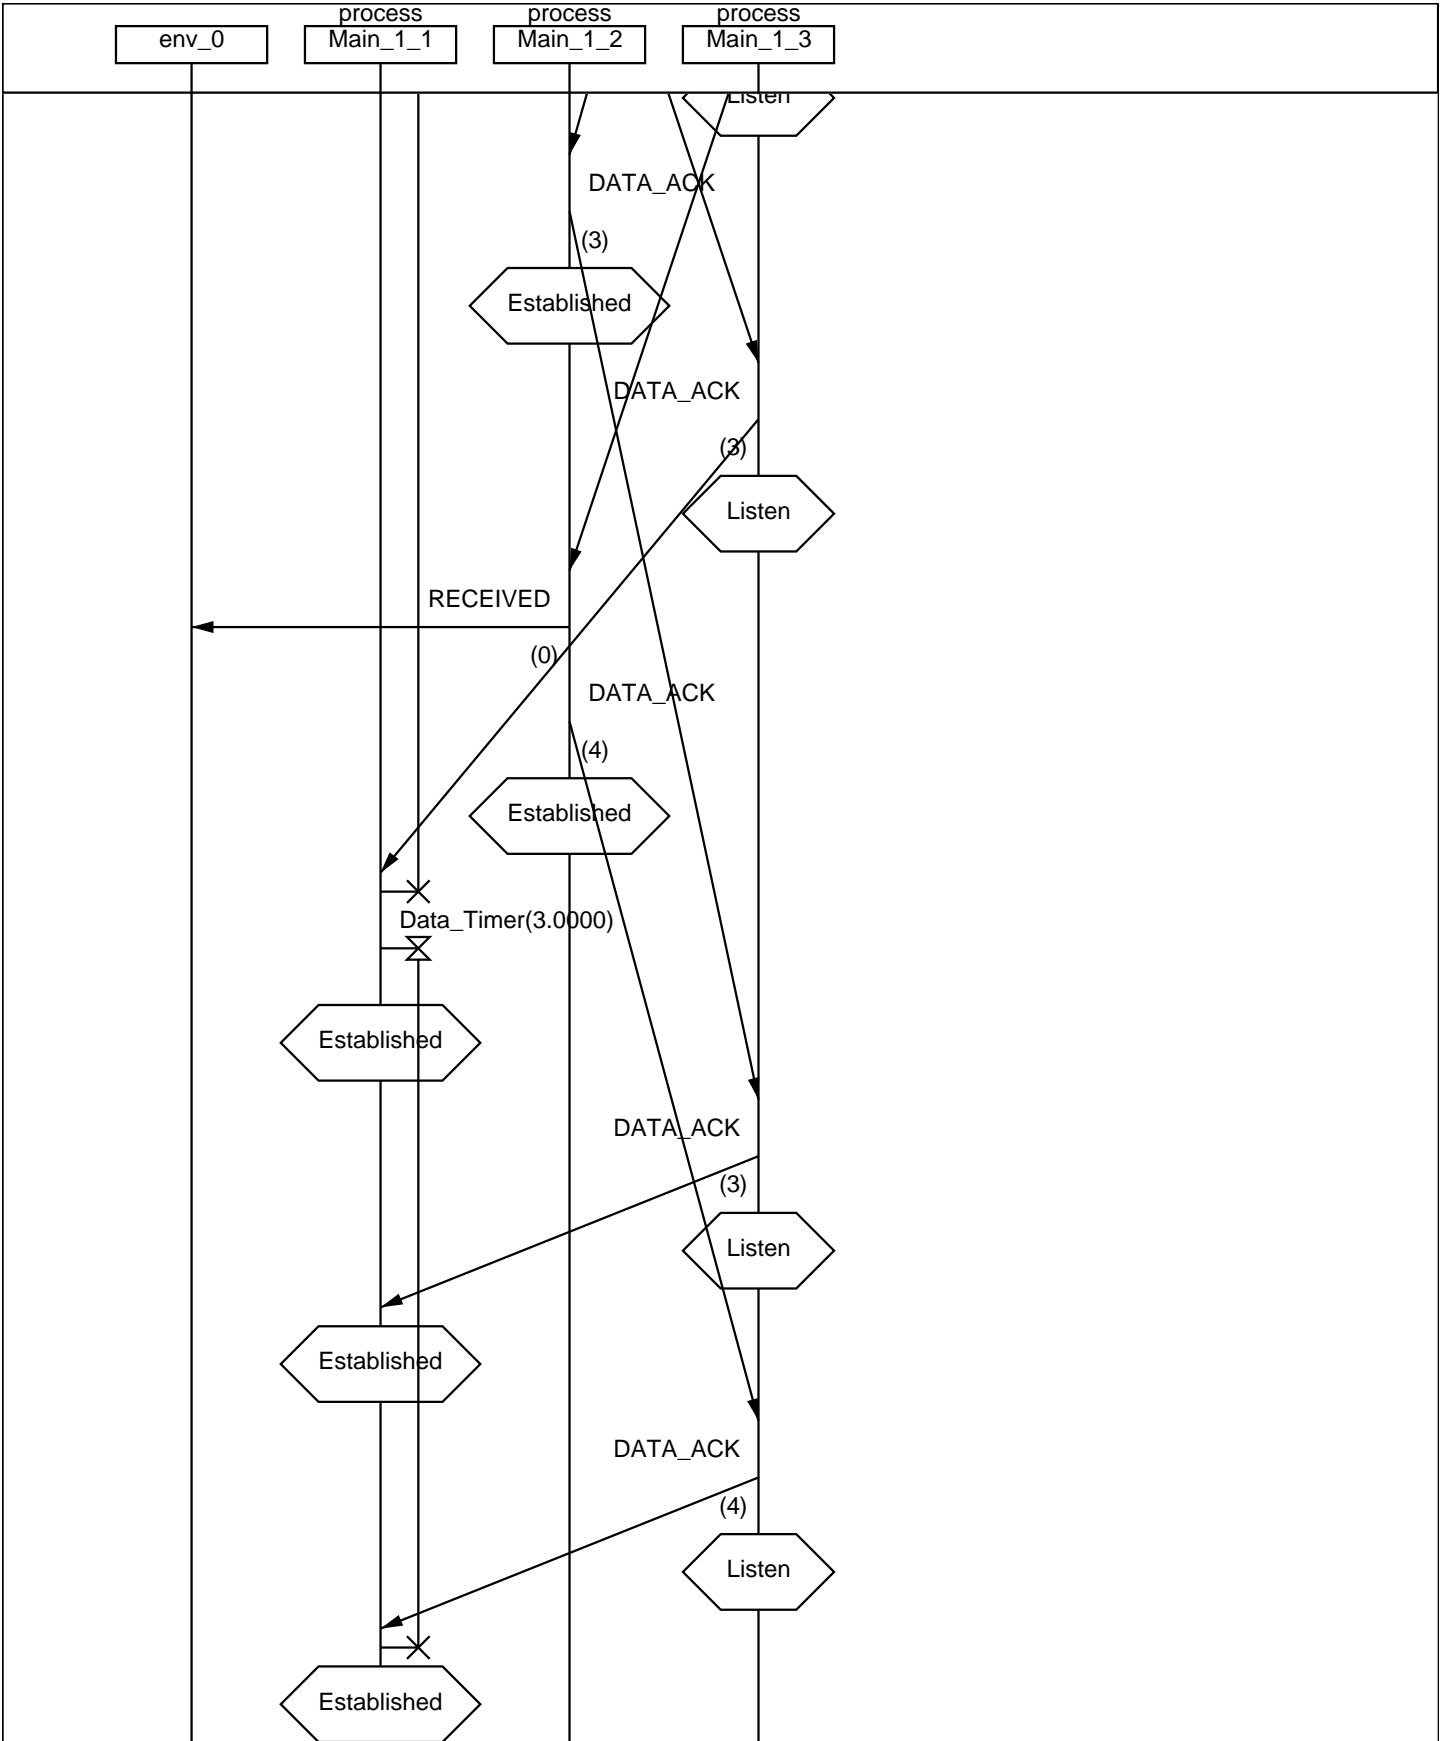 process
process
process
env_0
Main_1_1
Main_1_2
Main_1_3
Listen
DATA_ACK
(3)
Established
DATA_ACK
(3)
Listen
RECEIVED
(0)
DATA_ACK
(4)
Established
Data_Timer(3.0000)
Established
DATA_ACK
(3)
Listen
Established
DATA_ACK
(4)
Listen
Established